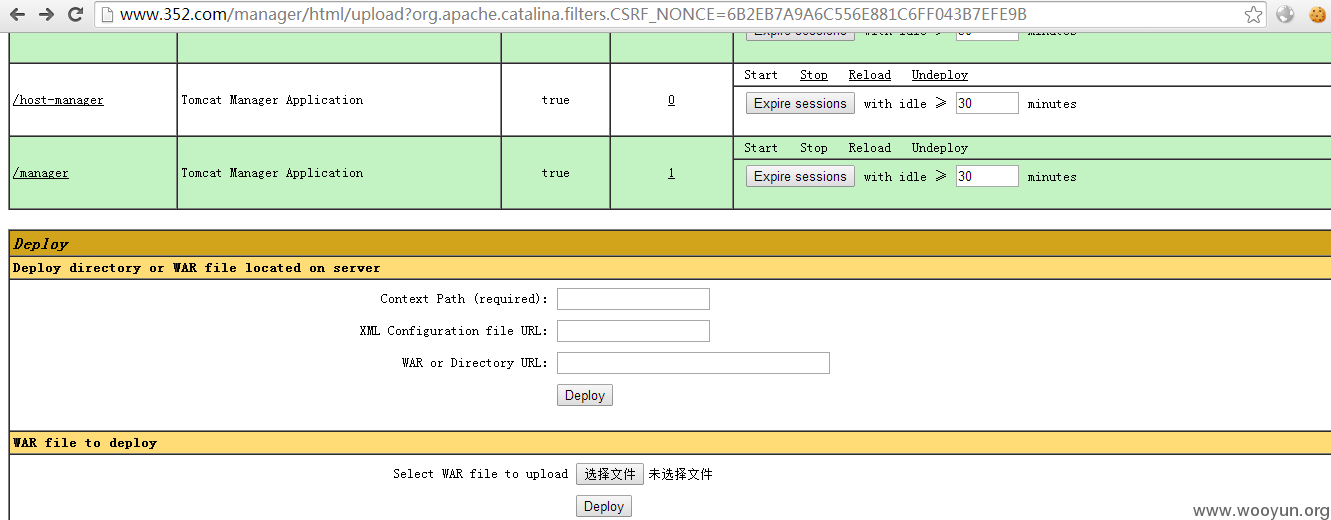 www.352.com/manager/html/upload?org.apache.catalina.filters.CSRF_NONCE=6B2EB7A9A6C556E881C6FF043B7EFE9B
Expire sessions with idle ≥ 30 minutes
Start Stop Reload Undeploy
/host-manager Tomcat Manager Application true 0
Expire sessions with idle ≥ 30 minutes
Start Stop Reload Undeploy
/manager Tomcat Manager Application true 1
Expire sessions with idle ≥ 30 minutes
Deploy
Deploy directory or WAR file located on server
Context Path (required):
XML Configuration file URL:
WAR or Directory URL:
Deploy
WAR file to deploy
Select WAR file to upload 选择文件 未选择文件
Deploy
www.wooyun.org